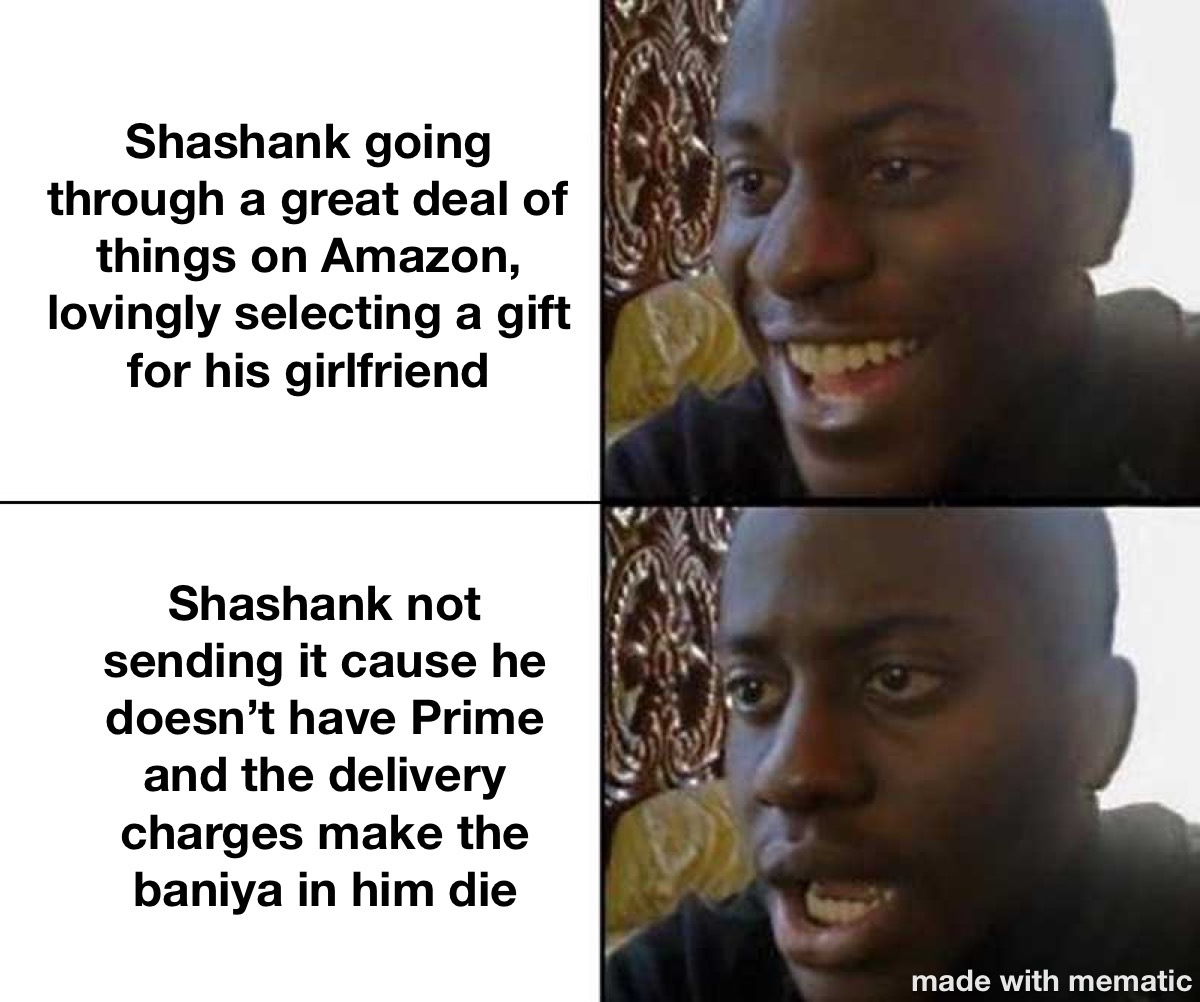 Shashank going
through a great deal of
things on Amazon,
lovingly selecting a gift
for his girlfriend
Shashank not
sending it cause he
doesn’t have Prime
and the delivery
charges make the
baniya in him die
made with mematic